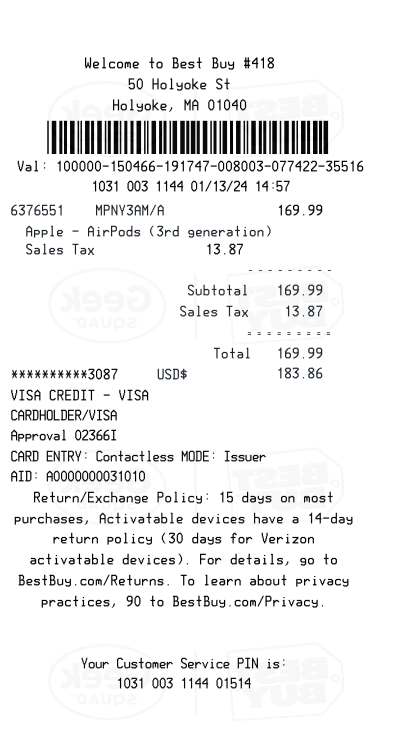 Welcome to Best Buy #418
50 Holyoke St
Holyoke, MA 01040
Val: 100000-150466-191747-008003-077422-35516
1031 003 1144 01/13/24 14:57
6376551 MPNY3AM/A 169.99
Apple - AirPods (3rd generation)
Sales Tax 13.87
- - - - - - - - -
Subtotal 169.99
Sales Tax 13.87
- - - - - - - - -
Total 169.99
**********3087 USD$ 183.86
VISA CREDIT - VISA
CARDHOLDER/VISA
Approval 02366I
CARD ENTRY: Contactless MODE: Issuer
AID: A0000000031010
Return/Exchange Policy: 15 days on most
purchases, Activatable devices have a 14-day
return policy (30 days for Verizon
activatable devices). For details, go to
BestBuy.com/Returns. To learn about privacy
practices, 90 to BestBuy.com/Privacy.
Your Customer Service PIN is:
1031 003 1144 01514
Geek SQUAD
BEST BUY